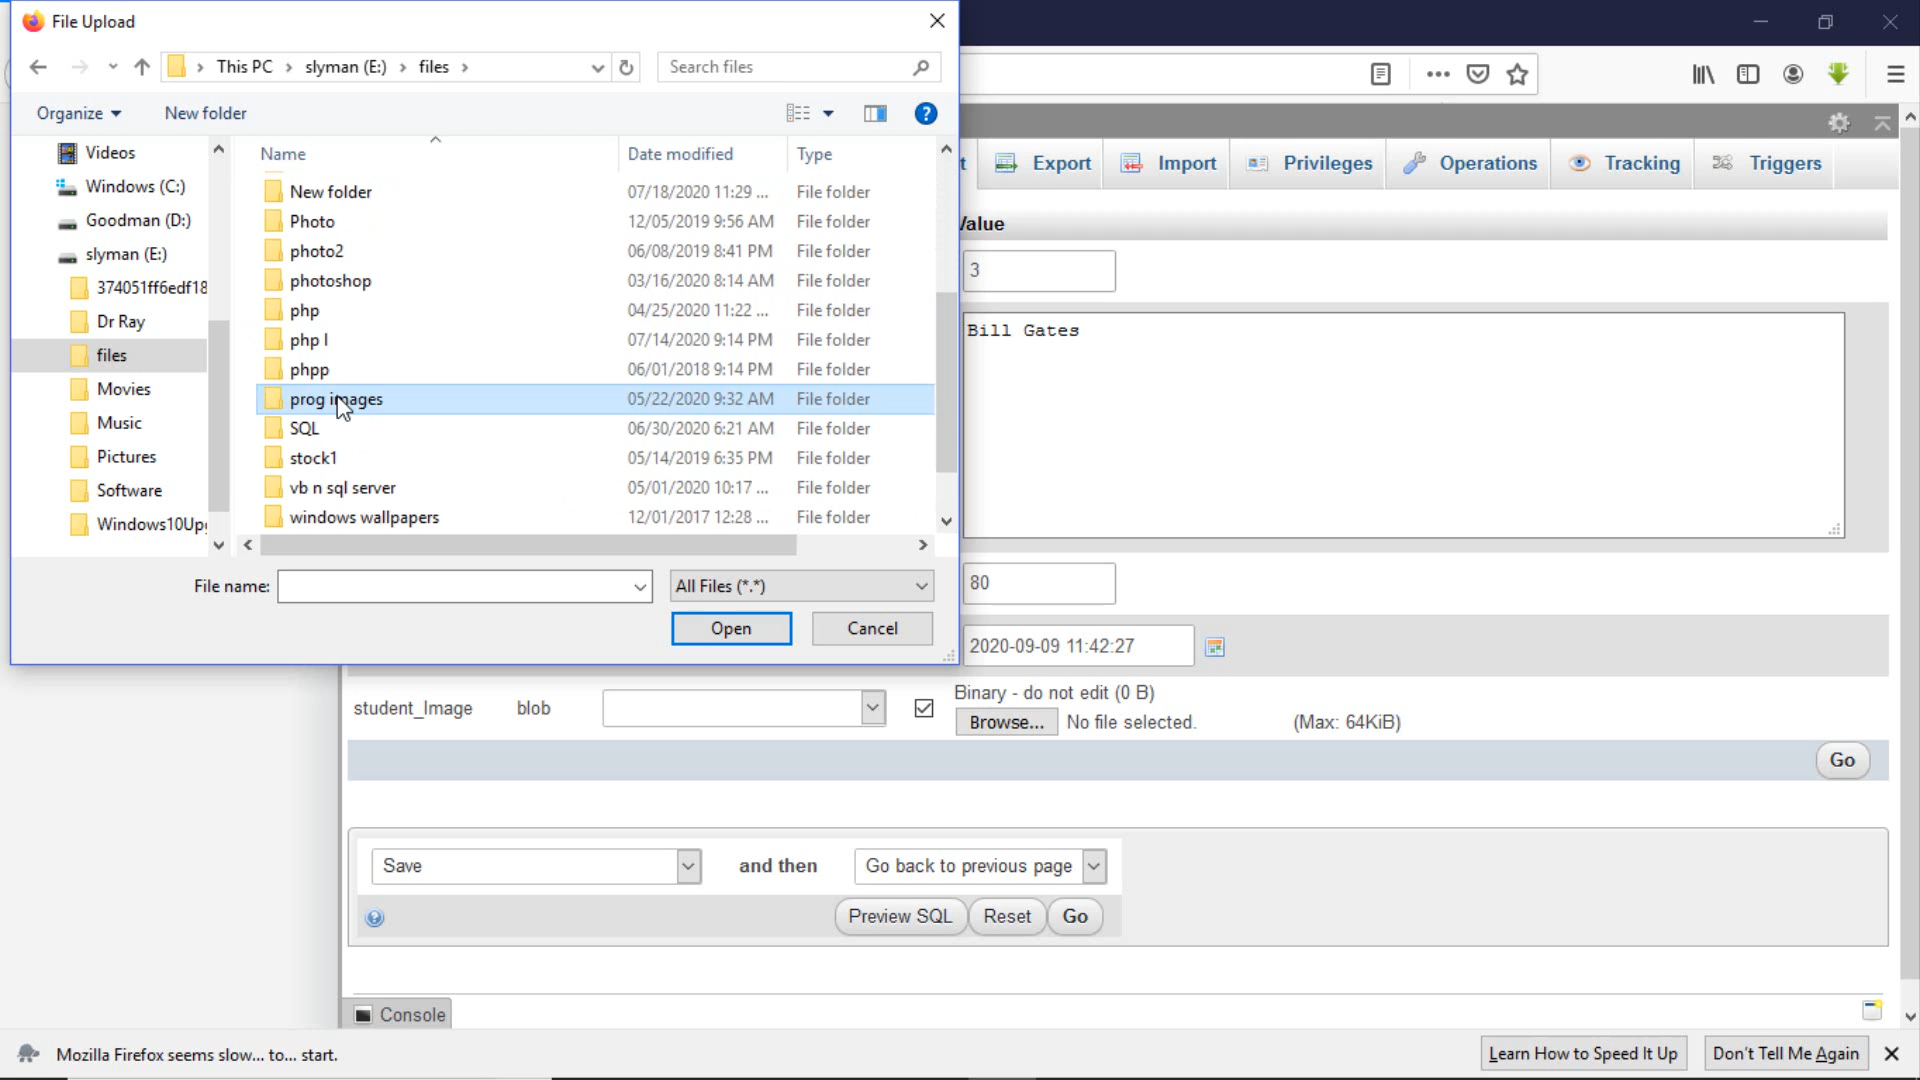 File Upload
This PC > slyman (E:) > files >
Search files
Organize
New folder
Name
Date modified
Type
Videos
Windows (C:)
Goodman (D:)
slyman (E:)
374051ff6edf18
Dr Ray
files
Movies
Music
Pictures
Software
Windows10Up
New folder 07/18/2020 11:29 ... File folder
Photo 12/05/2019 9:56 AM File folder
photo2 06/08/2019 8:41 PM File folder
photoshop 03/16/2020 8:14 AM File folder
php 04/25/2020 11:22 ... File folder
php l 07/14/2020 9:14 PM File folder
phpp 06/01/2018 9:14 PM File folder
prog images 05/22/2020 9:32 AM File folder
SQL 06/30/2020 6:21 AM File folder
stock1 05/14/2019 6:35 PM File folder
vb n sql server 05/01/2020 10:17 ... File folder
windows wallpapers 12/01/2017 12:28 ... File folder
File name:
All Files (*.*)
Open
Cancel
t Export Import Privileges Operations Tracking Triggers
Value
3
Bill Gates
80
2020-09-09 11:42:27
student_Image blob
Binary - do not edit (0 B)
Browse... No file selected. (Max: 64KiB)
Go
Save and then Go back to previous page
Preview SQL Reset Go
Console
Mozilla Firefox seems slow... to... start.
Learn How to Speed It Up
Don't Tell Me Again